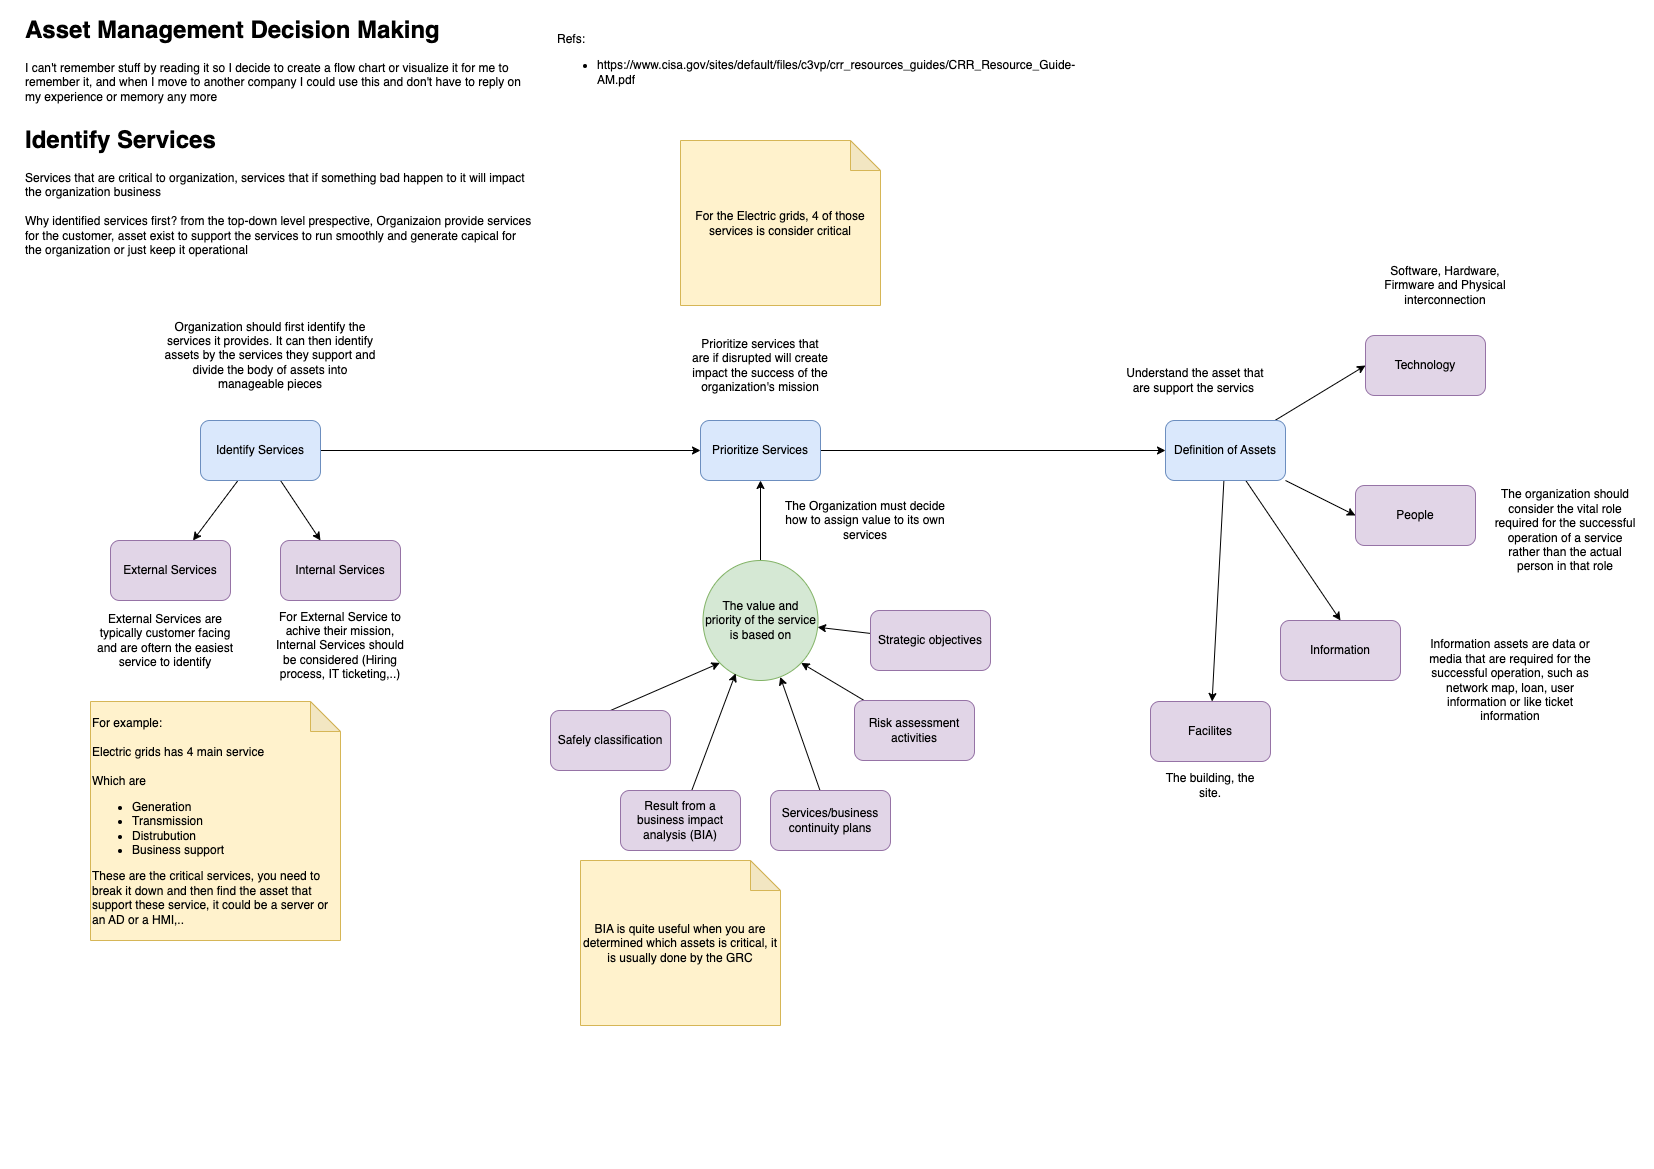 Asset Management Decision Making
I can't remember stuff by reading it so I decide to create a flow chart or visualize it for me to
remember it, and when I move to another company I could use this and don't have to reply on
my experience or memory any more
Refs:
• https://www.cisa.gov/sites/default/files/c3vp/crr_resources_guides/CRR_Resource_Guide-
AM.pdf
Identify Services
Services that are critical to organization, services that if something bad happen to it will impact
the organization business
Why identified services first? from the top-down level prespective, Organizaion provide services
for the customer, asset exist to support the services to run smoothly and generate capical for
the organization or just keep it operational
For the Electric grids, 4 of those
services is consider critical
Organization should first identify the
services it provides. It can then identify
assets by the services they support and
divide the body of assets into
manageable pieces
Identify Services
External Services
Internal Services
External Services are
typically customer facing
and are oftern the easiest
service to identify
For External Service to
achive their mission,
Internal Services should
be considered (Hiring
process, IT ticketing,..)
For example:
Electric grids has 4 main service
Which are
• Generation
• Transmission
• Distrubution
• Business support
These are the critical services, you need to
break it down and then find the asset that
support these service, it could be a server or
an AD or a HMI,..
Prioritize services that
are if disrupted will create
impact the success of the
organization's mission
Prioritize Services
The Organization must decide
how to assign value to its own
services
The value and
priority of the service
is based on
Strategic objectives
Safely classification
Risk assessment
activities
Result from a
business impact
analysis (BIA)
Services/business
continuity plans
BIA is quite useful when you are
determined which assets is critical, it
is usually done by the GRC
Understand the asset that
are support the servics
Definition of Assets
Software, Hardware,
Firmware and Physical
interconnection
Technology
People
The organization should
consider the vital role
required for the successful
operation of a service
rather than the actual
person in that role
Information
Information assets are data or
media that are required for the
successful operation, such as
network map, loan, user
information or like ticket
information
Facilites
The building, the
site.